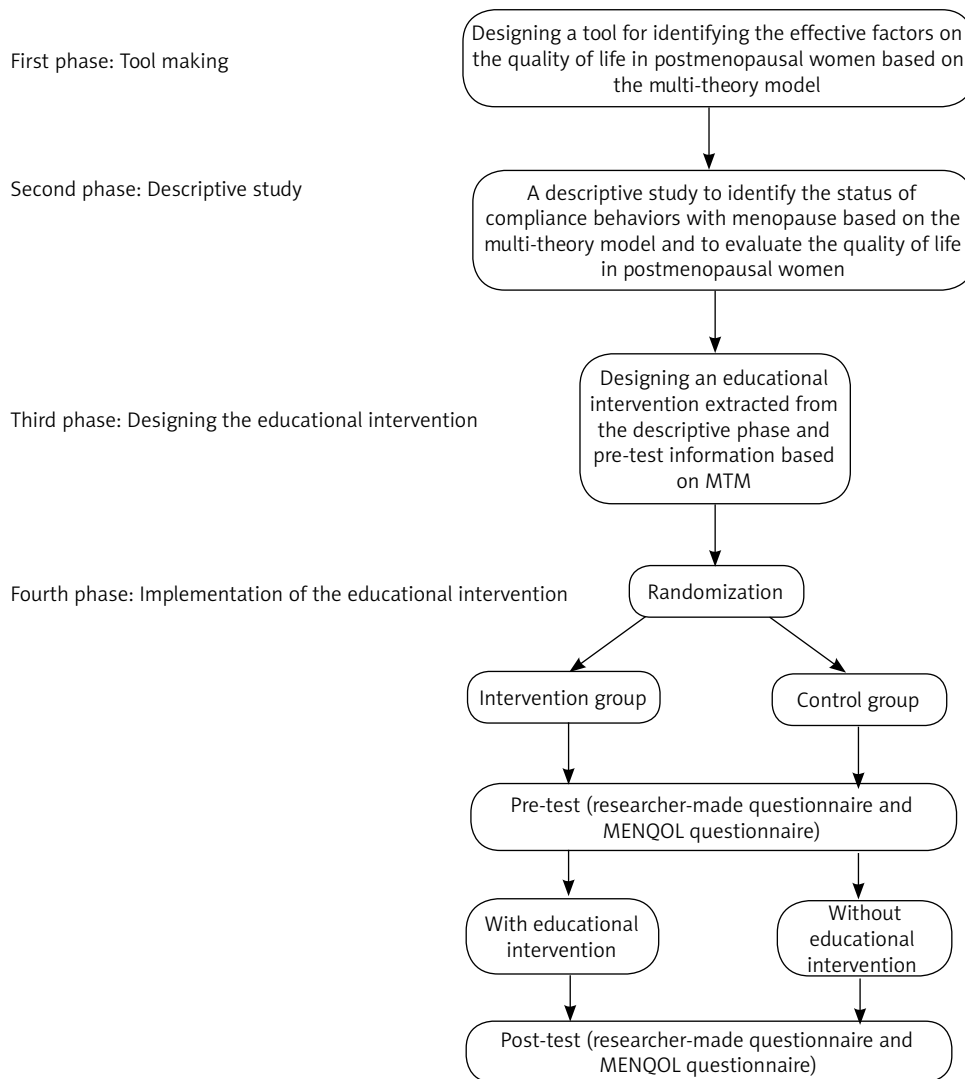 First phase: Tool making
Designing a tool for identifying the effective factors on
the quality of life in postmenopausal women based on
the multi-theory model
Second phase: Descriptive study
A descriptive study to identify the status of
compliance behaviors with menopause based on the
multi-theory model and to evaluate the quality of life
in postmenopausal women
Third phase: Designing the educational intervention
Designing an educational
intervention extracted from
the descriptive phase and
pre-test information based
on MTM
Fourth phase: Implementation of the educational intervention
Randomization
Intervention group
Control group
Pre-test (researcher-made questionnaire and
MENQOL questionnaire)
With educational
intervention
Without
educational
intervention
Post-test (researcher-made questionnaire and
MENQOL questionnaire)